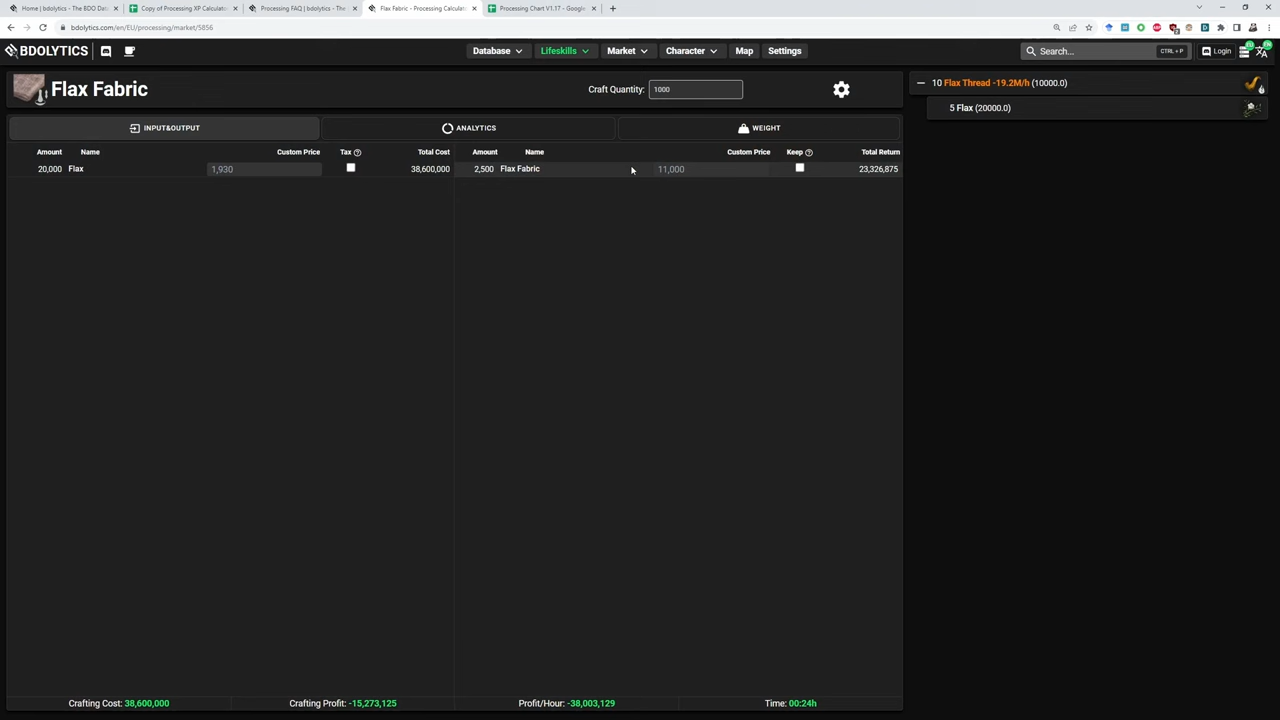 Home | bdolytics - The BDO Data
Copy of Processing XP Calculator
Processing FAQ | bdolytics - The
Flax Fabric - Processing Calculator
Processing Chart V1.17 - Google
bdolytics.com/en/EU/processing/market/5856
BDOLYTICS
Database
Lifeskills
Market
Character
Map
Settings
Search...
CTRL + P
Login
EU
EN
Flax Fabric
Craft Quantity:
1000
INPUT&OUTPUT
ANALYTICS
WEIGHT
Amount Name Custom Price Tax Total Cost
Amount Name Custom Price Keep Total Return
20,000 Flax 1,930 38,600,000
2,500 Flax Fabric 11,000 23,326,875
10 Flax Thread -19.2M/h (10000.0)
5 Flax (20000.0)
Crafting Cost: 38,600,000
Crafting Profit: -15,273,125
Profit/Hour: -38,003,129
Time: 00:24h